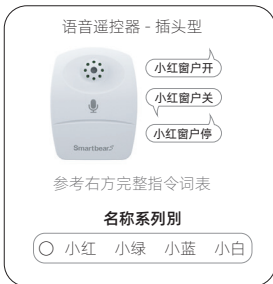 语音遥控器 - 插头型
小红窗户开
小红窗户关
小红窗户停
Smartbear
参考右方完整指令词表
名称系列别
小红 小绿 小蓝 小白